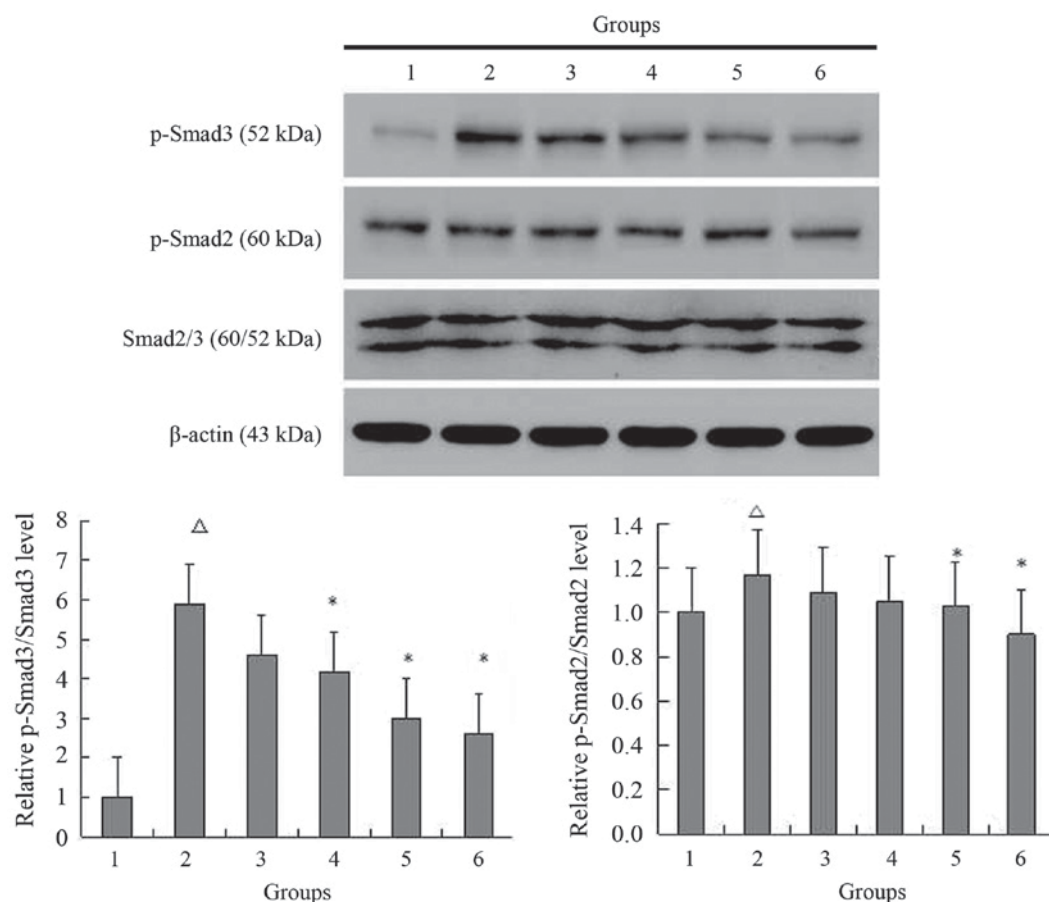 Groups
1 2 3 4 5 6
p-Smad3 (52 kDa)
p-Smad2 (60 kDa)
Smad2/3 (60/52 kDa)
β-actin (43 kDa)
Relative p-Smad3/Smad3 level
8
7
6
5
4
3
2
1
0
△
*
*
*
1 2 3 4 5 6
Groups
Relative p-Smad2/Smad2 level
1.4
1.2
1.0
0.8
0.6
0.4
0.2
0.0
△
*
*
1 2 3 4 5 6
Groups